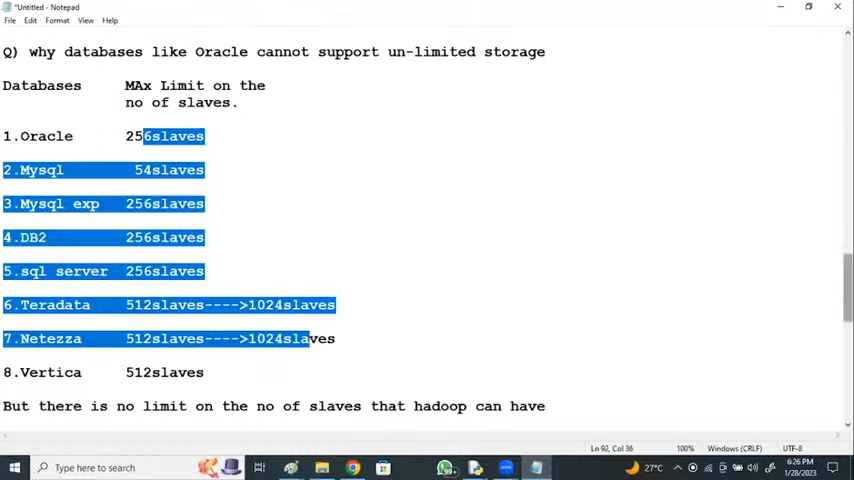 *Untitled - Notepad
File Edit Format View Help
Q) why databases like Oracle cannot support un-limited storage
Databases MAx Limit on the
no of slaves.
1.Oracle 256slaves
2.Mysql 54slaves
3.Mysql exp 256slaves
4.DB2 256slaves
5.sql server 256slaves
6.Teradata 512slaves---->1024slaves
7.Netezza 512slaves---->1024slaves
8.Vertica 512slaves
But there is no limit on the no of slaves that hadoop can have
Ln 92, Col 36 100% Windows (CRLF) UTF-8
Type here to search 99+ 27°C 6:26 PM
1/28/2023